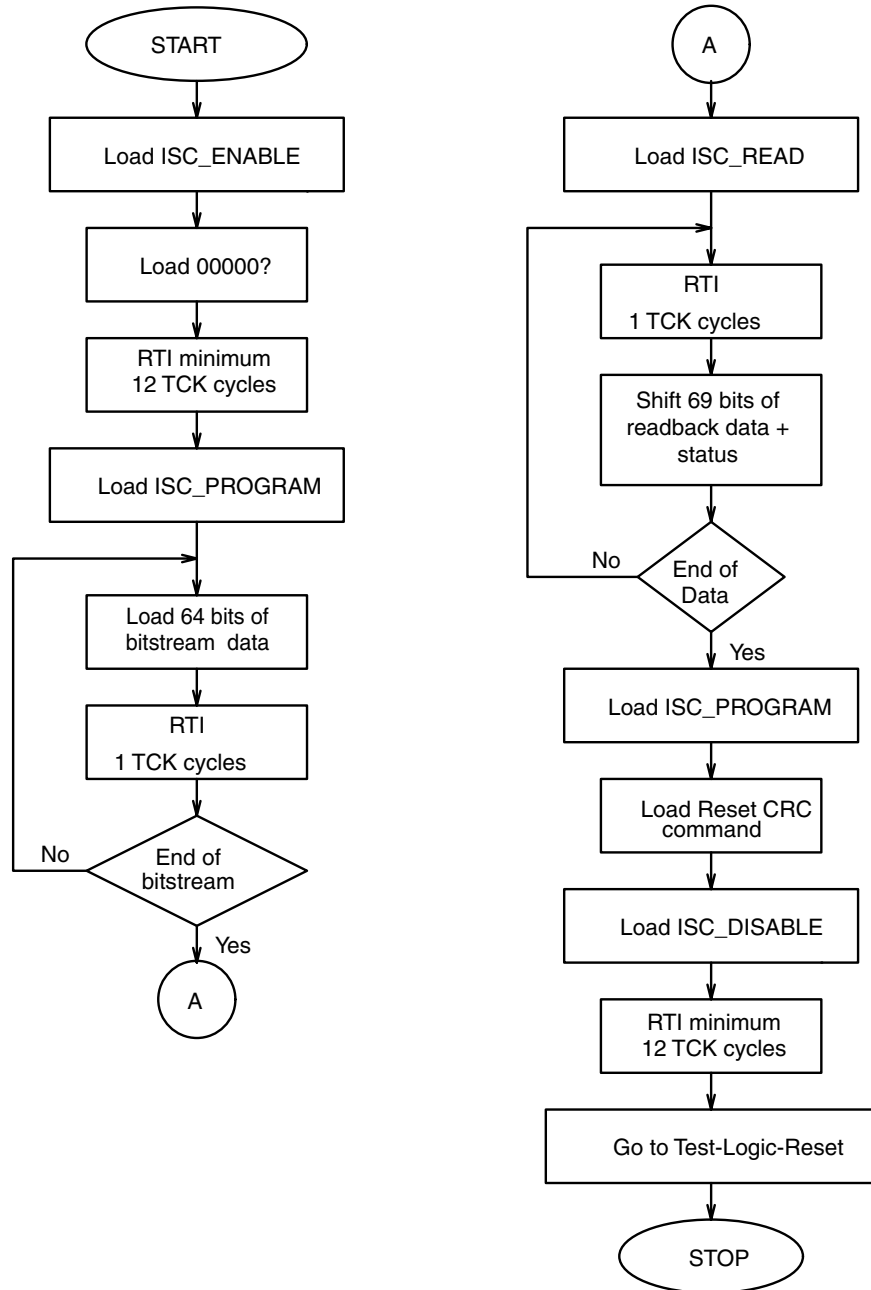 START
Load ISC_ENABLE
Load 00000?
RTI minimum
12 TCK cycles
Load ISC_PROGRAM
Load 64 bits of
bitstream data
RTI
1 TCK cycles
No
End of
bitstream
Yes
A
A
Load ISC_READ
RTI
1 TCK cycles
Shift 69 bits of
readback data +
status
No
End of
Data
Yes
Load ISC_PROGRAM
Load Reset CRC
command
Load ISC_DISABLE
RTI minimum
12 TCK cycles
Go to Test-Logic-Reset
STOP